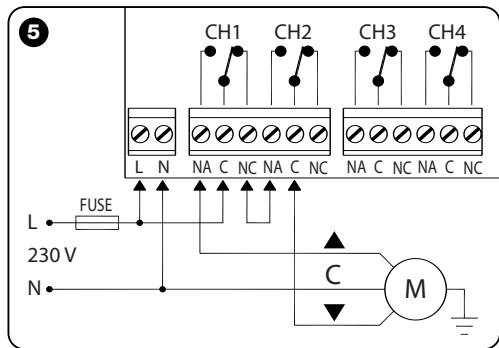 5
CH1 CH2 CH3 CH4
L N NA C NC NA C NC NA C NC NA C NC
L FUSE
230 V
C M
N